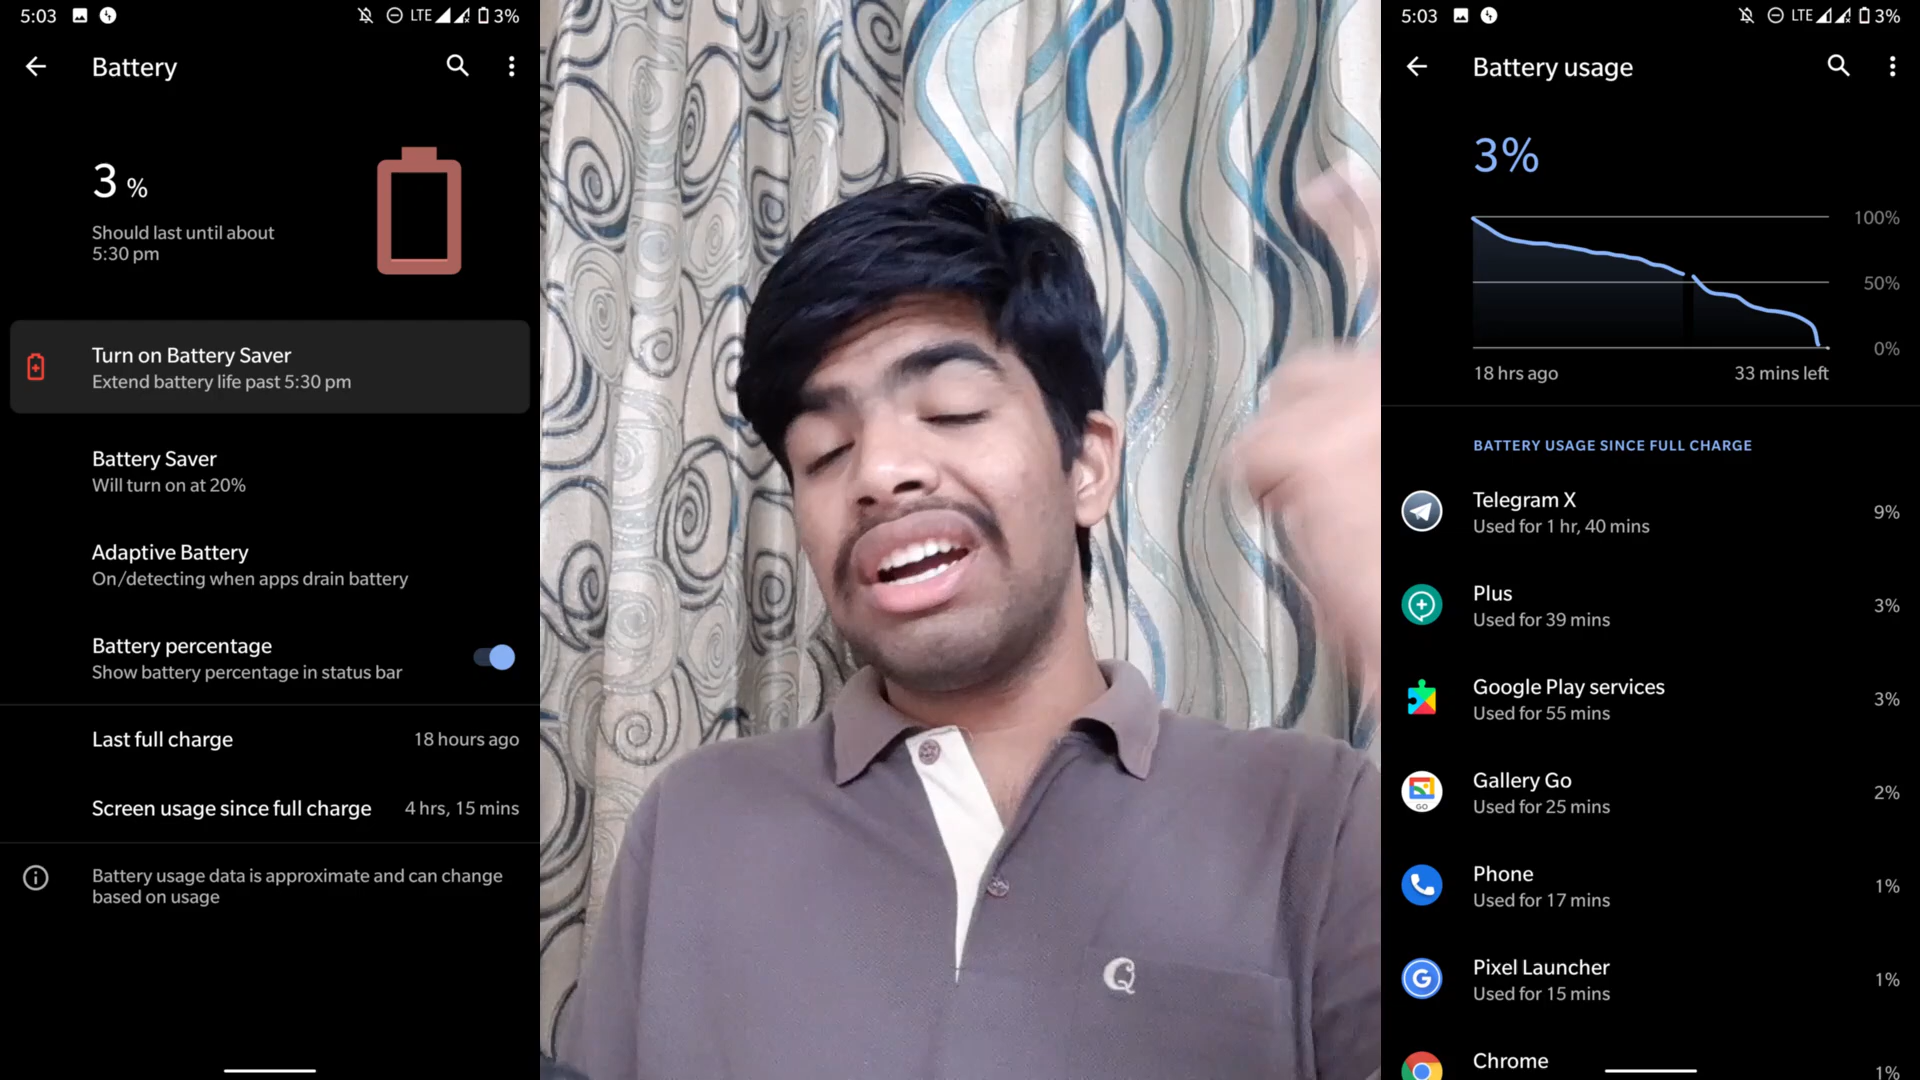 5:03
LTE
3%
Battery
3 %
Should last until about
5:30 pm
Turn on Battery Saver
Extend battery life past 5:30 pm
Battery Saver
Will turn on at 20%
Adaptive Battery
On/detecting when apps drain battery
Battery percentage
Show battery percentage in status bar
Last full charge
18 hours ago
Screen usage since full charge
4 hrs, 15 mins
Battery usage data is approximate and can change
based on usage
Q
5:03
LTE
3%
Battery usage
3%
100%
50%
0%
18 hrs ago
33 mins left
BATTERY USAGE SINCE FULL CHARGE
Telegram X
Used for 1 hr, 40 mins
9%
Plus
Used for 39 mins
3%
Google Play services
Used for 55 mins
3%
GO
Gallery Go
Used for 25 mins
2%
Phone
Used for 17 mins
1%
G
Pixel Launcher
Used for 15 mins
1%
Chrome
1%